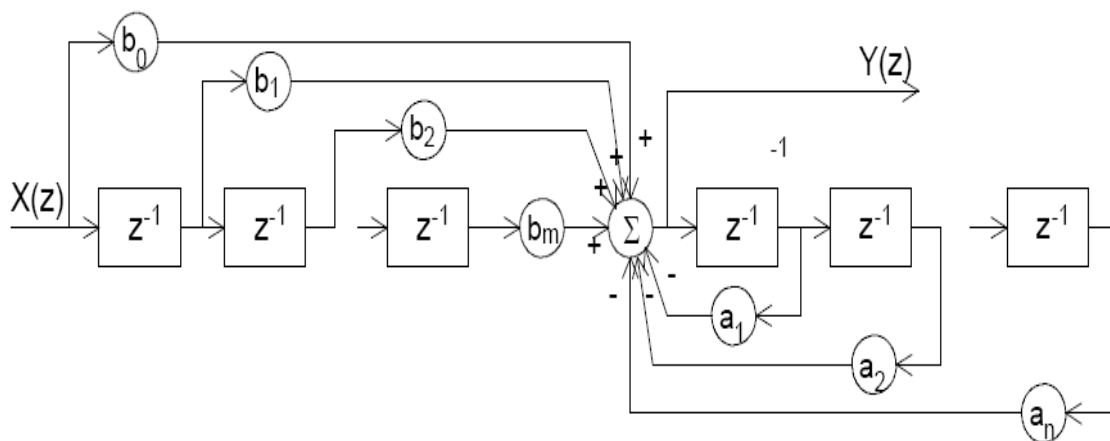 b₀
Y(z)
b₁
b₂
+
+
-1
+
X(z)
z⁻¹
z⁻¹
z⁻¹
bₘ
+
Σ
z⁻¹
z⁻¹
z⁻¹
-
-
-
a₁
a₂
aₙ